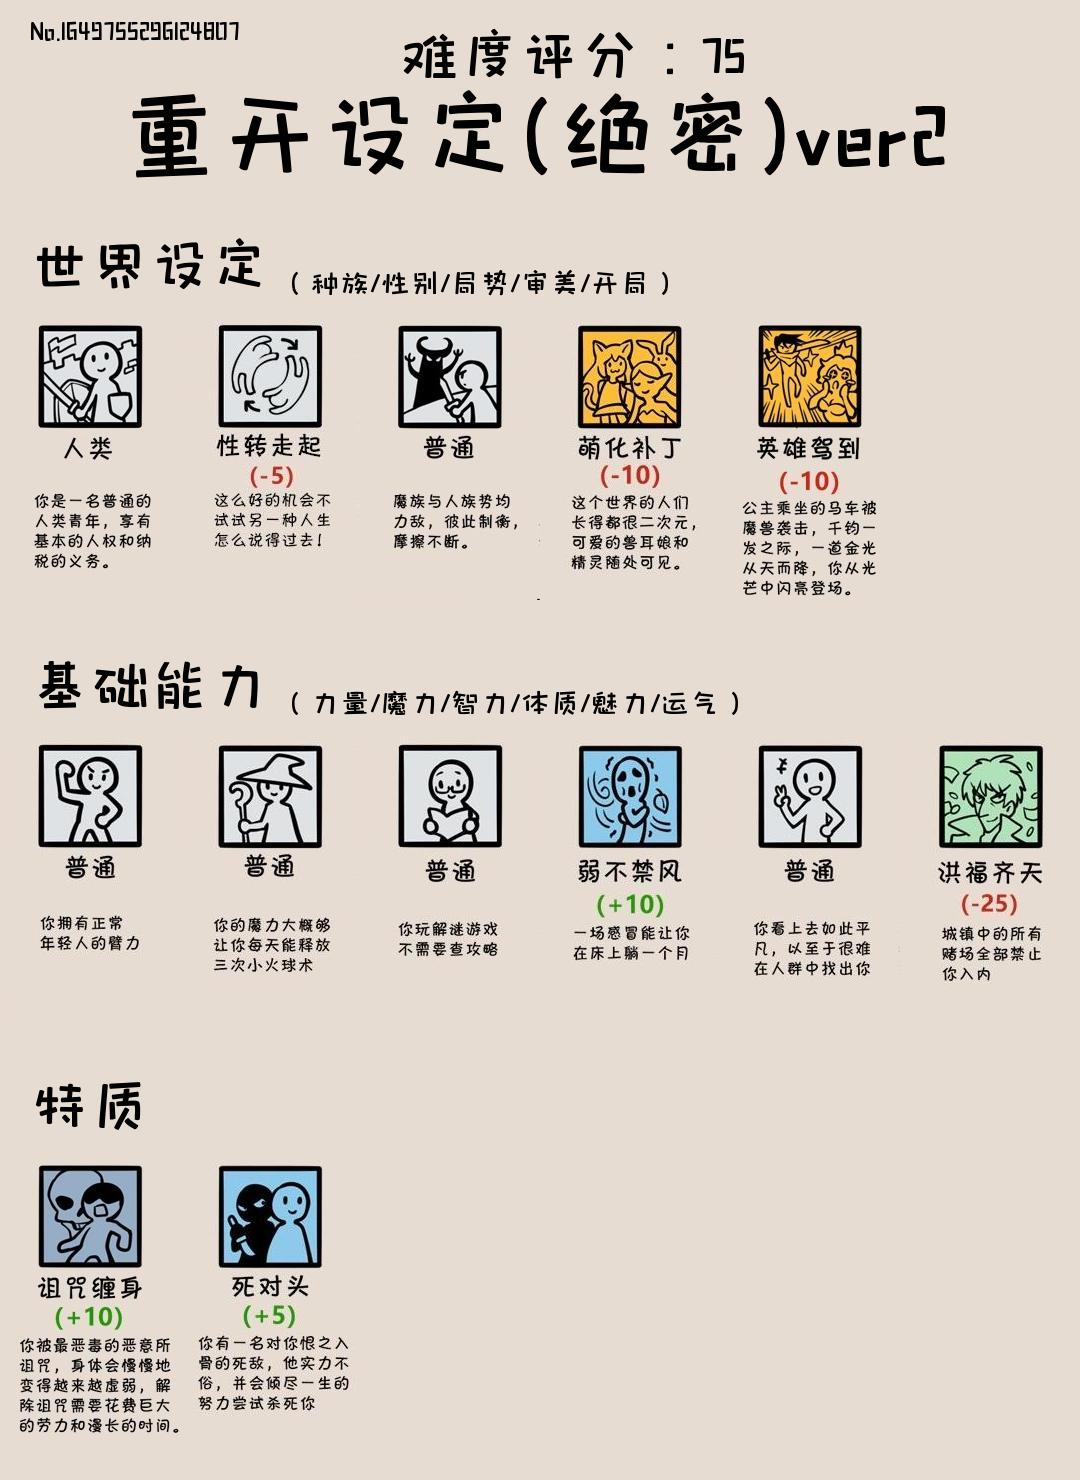 No.1649755296124807
难度评分：75
重开设定(绝密)ver2
世界设定（种族/性别/局势/审美/开局）
人类
你是一名普通的
人类青年，享有
基本的人权和纳
税的义务。
性转走起
(-5)
这么好的机会不
试试另一种人生
怎么说得过去！
普通
魔族与人族势均
力敌，彼此制衡，
摩擦不断。
萌化补丁
(-10)
这个世界的人们
长得都很二次元，
可爱的兽耳娘和
精灵随处可见。
英雄驾到
(-10)
公主乘坐的马车被
魔兽袭击，千钧一
发之际，一道金光
从天而降，你从光
芒中闪亮登场。
基础能力（力量/魔力/智力/体质/魅力/运气）
普通
你拥有正常
年轻人的臂力
普通
你的魔力大概够
让你每天能释放
三次小火球术
普通
你玩解谜游戏
不需要查攻略
弱不禁风
(+10)
一场感冒能让你
在床上躺一个月
普通
你看上去如此平
凡，以至于很难
在人群中找出你
洪福齐天
(-25)
城镇中的所有
赌场全部禁止
你入内
特质
诅咒缠身
(+10)
你被最恶毒的恶意所
诅咒，身体会慢慢地
变得越来越虚弱，解
除诅咒需要花费巨大
的劳力和漫长的时间。
死对头
(+5)
你有一名对你恨之入
骨的死敌，他实力不
俗，并会倾尽一生的
努力尝试杀死你